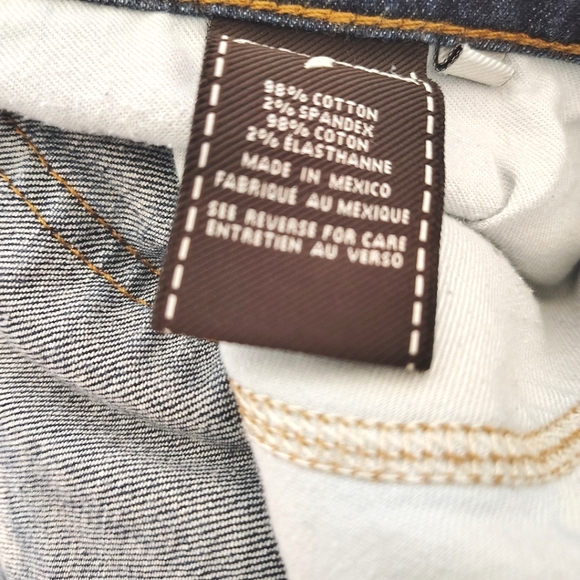 98% COTTON
2% SPANDEX
98% COTON
2% ÉLASTHANNE
MADE IN MEXICO
FABRIQUÉ AU MEXIQUE
SEE REVERSE FOR CARE
ENTRETIEN AU VERSO